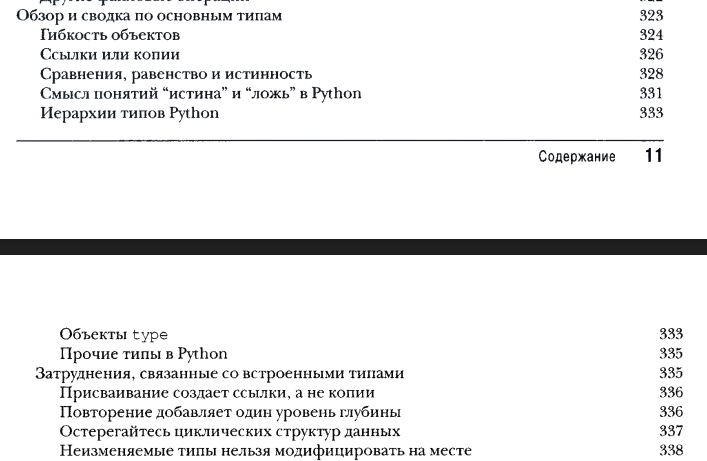 Обзор и сводка по основным типам 323
Гибкость объектов 324
Ссылки или копии 326
Сравнения, равенство и истинность 328
Смысл понятий “истина” и “ложь” в Python 331
Иерархии типов Python 333
Содержание 11
Объекты type 333
Прочие типы в Python 335
Затруднения, связанные со встроенными типами 335
Присваивание создает ссылки, а не копии 336
Повторение добавляет один уровень глубины 336
Остерегайтесь циклических структур данных 337
Неизменяемые типы нельзя модифицировать на месте 338